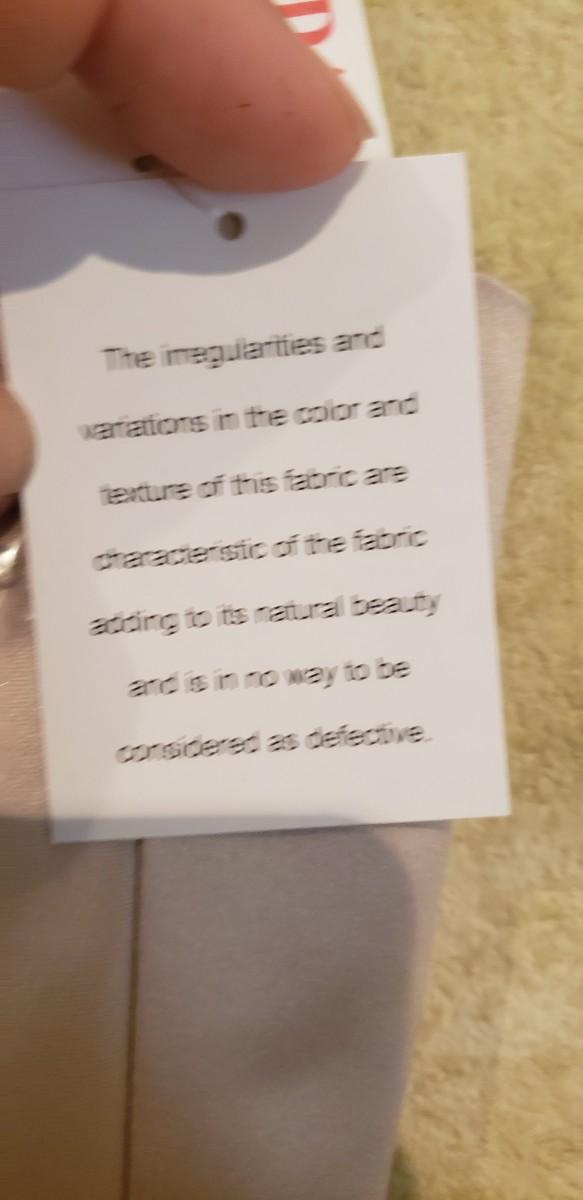 The irregularities and
variations in the color and
texture of this fabric are
characteristic of the fabric
adding to its natural beauty
and is in no way to be
considered as defective.